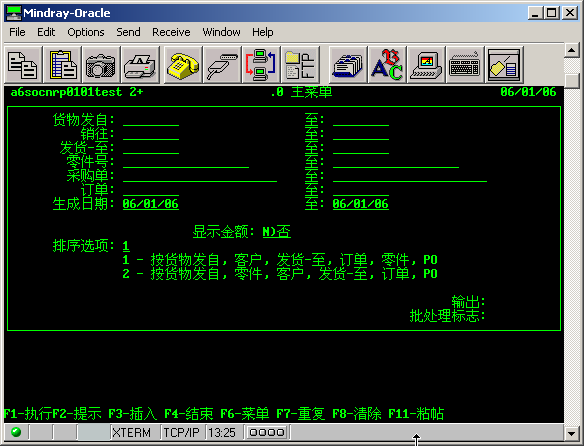 Mindray-Oracle
File Edit Options Send Receive Window Help
a6socnrp0101test 2+ .0 主菜单 06/01/06
货物发自: 至:
销往: 至:
发货-至: 至:
零件号: 至:
采购单: 至:
订单: 至:
生成日期: 06/01/06 至: 06/01/06
显示金额: N)否
排序选项: 1
1 - 按货物发自, 客户, 发货-至, 订单, 零件, PO
2 - 按货物发自, 零件, 客户, 发货-至, 订单, PO
输出:
批处理标志:
F1-执行F2-提示 F3-插入 F4-结束 F6-菜单 F7-重复 F8-清除 F11-粘帖
XTERM TCP/IP 13:25